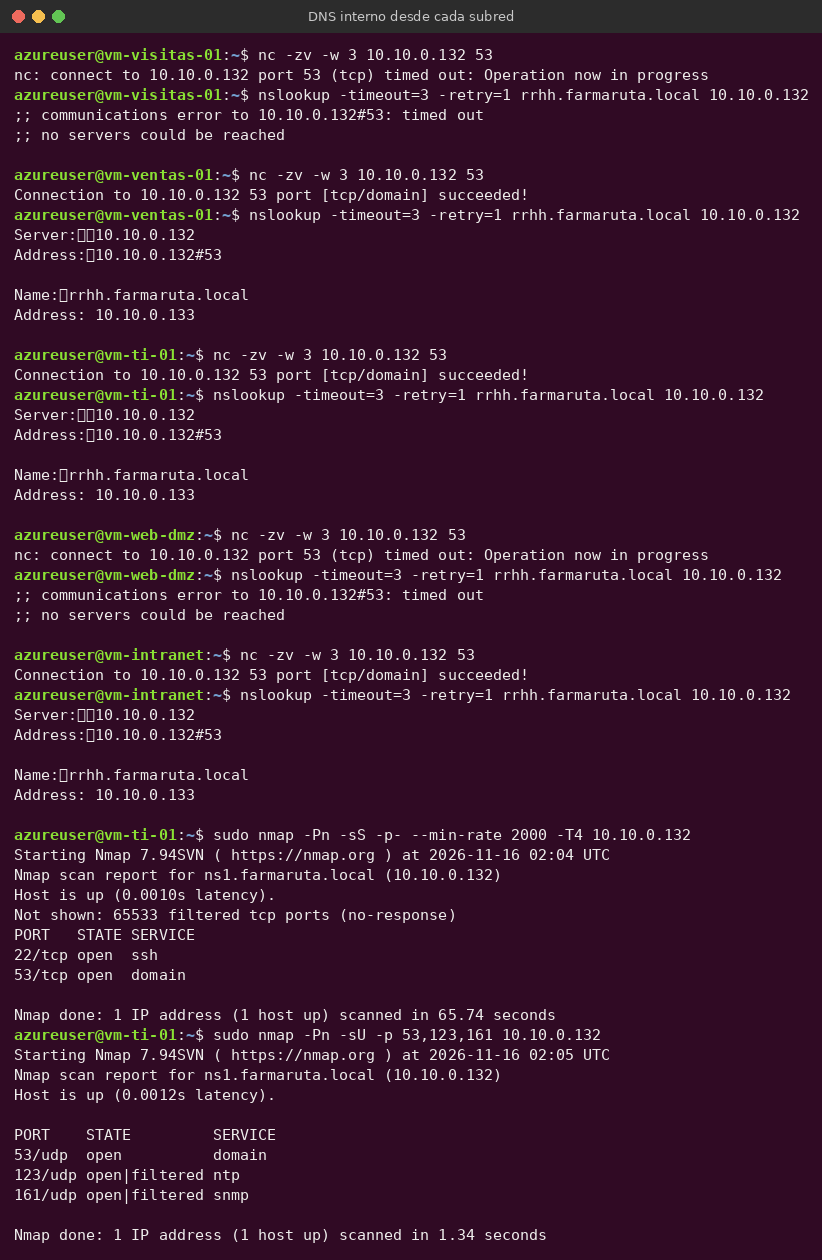 DNS interno desde cada subred
azureuser@vm-visitas-01:~$ nc -zv -w 3 10.10.0.132 53
nc: connect to 10.10.0.132 port 53 (tcp) timed out: Operation now in progress
azureuser@vm-visitas-01:~$ nslookup -timeout=3 -retry=1 rrhh.farmaruta.local 10.10.0.132
;; communications error to 10.10.0.132#53: timed out
;; no servers could be reached

azureuser@vm-ventas-01:~$ nc -zv -w 3 10.10.0.132 53
Connection to 10.10.0.132 53 port [tcp/domain] succeeded!
azureuser@vm-ventas-01:~$ nslookup -timeout=3 -retry=1 rrhh.farmaruta.local 10.10.0.132
Server:		10.10.0.132
Address:	10.10.0.132#53

Name:	rrhh.farmaruta.local
Address: 10.10.0.133

azureuser@vm-ti-01:~$ nc -zv -w 3 10.10.0.132 53
Connection to 10.10.0.132 53 port [tcp/domain] succeeded!
azureuser@vm-ti-01:~$ nslookup -timeout=3 -retry=1 rrhh.farmaruta.local 10.10.0.132
Server:		10.10.0.132
Address:	10.10.0.132#53

Name:	rrhh.farmaruta.local
Address: 10.10.0.133

azureuser@vm-web-dmz:~$ nc -zv -w 3 10.10.0.132 53
nc: connect to 10.10.0.132 port 53 (tcp) timed out: Operation now in progress
azureuser@vm-web-dmz:~$ nslookup -timeout=3 -retry=1 rrhh.farmaruta.local 10.10.0.132
;; communications error to 10.10.0.132#53: timed out
;; no servers could be reached

azureuser@vm-intranet:~$ nc -zv -w 3 10.10.0.132 53
Connection to 10.10.0.132 53 port [tcp/domain] succeeded!
azureuser@vm-intranet:~$ nslookup -timeout=3 -retry=1 rrhh.farmaruta.local 10.10.0.132
Server:		10.10.0.132
Address:	10.10.0.132#53

Name:	rrhh.farmaruta.local
Address: 10.10.0.133

azureuser@vm-ti-01:~$ sudo nmap -Pn -sS -p- --min-rate 2000 -T4 10.10.0.132
Starting Nmap 7.94SVN ( https://nmap.org ) at 2026-11-16 02:04 UTC
Nmap scan report for ns1.farmaruta.local (10.10.0.132)
Host is up (0.0010s latency).
Not shown: 65533 filtered tcp ports (no-response)
PORT   STATE SERVICE
22/tcp open  ssh
53/tcp open  domain

Nmap done: 1 IP address (1 host up) scanned in 65.74 seconds
azureuser@vm-ti-01:~$ sudo nmap -Pn -sU -p 53,123,161 10.10.0.132
Starting Nmap 7.94SVN ( https://nmap.org ) at 2026-11-16 02:05 UTC
Nmap scan report for ns1.farmaruta.local (10.10.0.132)
Host is up (0.0012s latency).

PORT    STATE         SERVICE
53/udp  open          domain
123/udp open|filtered ntp
161/udp open|filtered snmp

Nmap done: 1 IP address (1 host up) scanned in 1.34 seconds